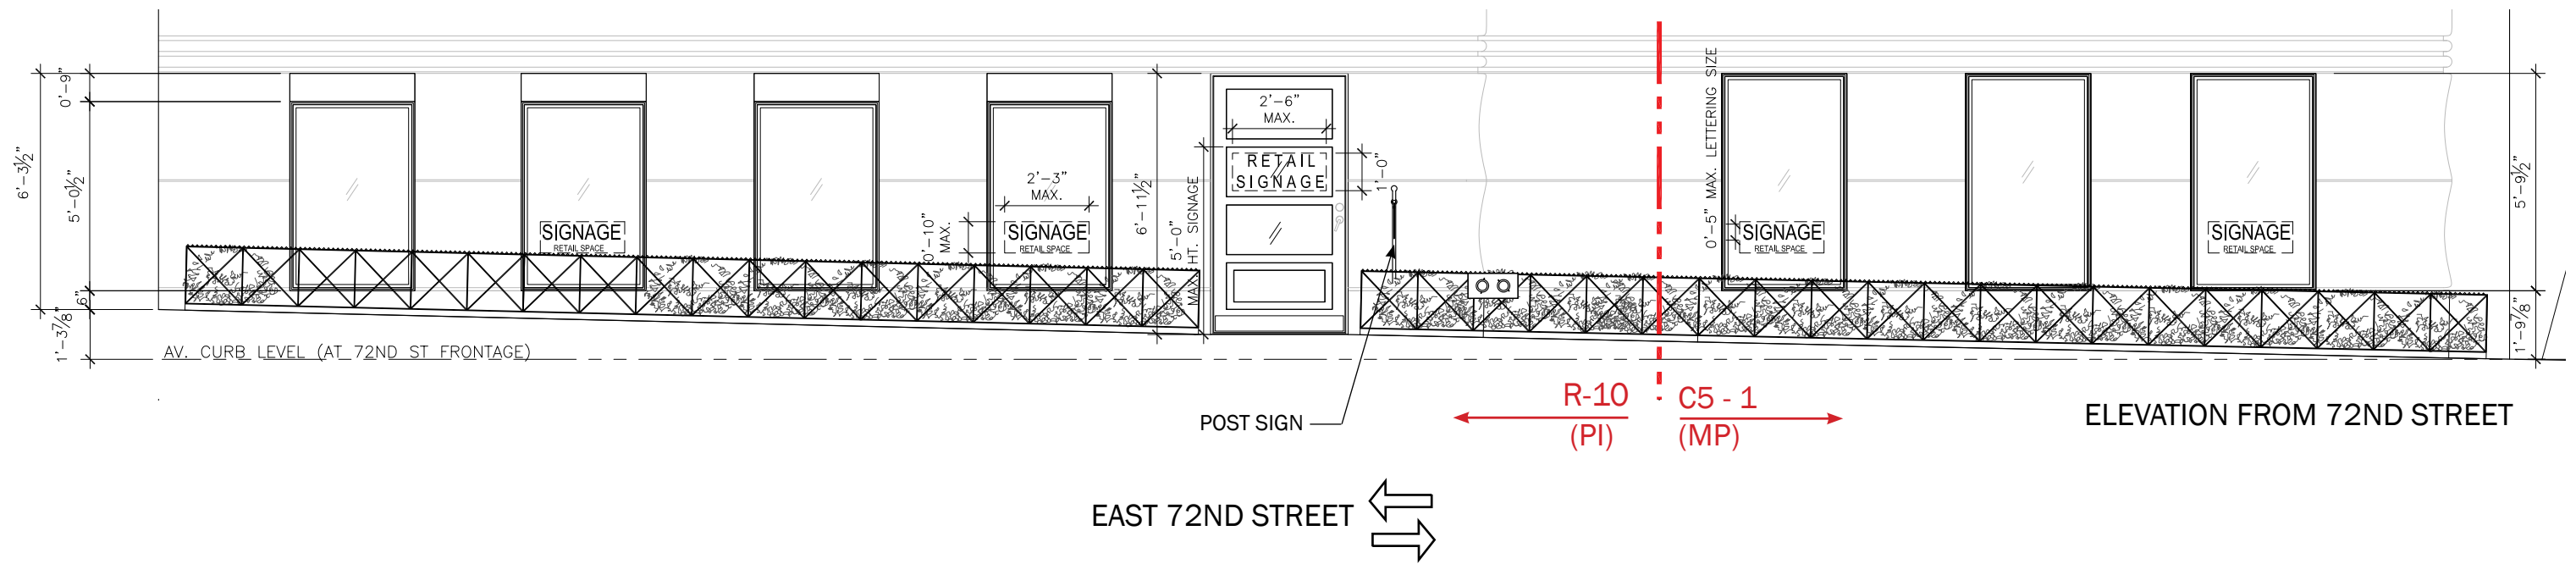 0'-9"
6'-3½"
5'-0½"
6"
1'-3⅞"
AV. CURB LEVEL (AT 72ND ST FRONTAGE)
SIGNAGE
RETAIL SPACE
2'-3"
MAX.
0'-10"
MAX.
SIGNAGE
RETAIL SPACE
6'-11½"
5'-0"
MAX. HT. SIGNAGE
2'-6"
MAX.
RETAIL
SIGNAGE
1'-0"
POST SIGN
R-10
(PI)
C5 - 1
(MP)
0'-5" MAX. LETTERING SIZE
SIGNAGE
RETAIL SPACE
SIGNAGE
RETAIL SPACE
5'-9½"
1'-9⅞"
ELEVATION FROM 72ND STREET
EAST 72ND STREET